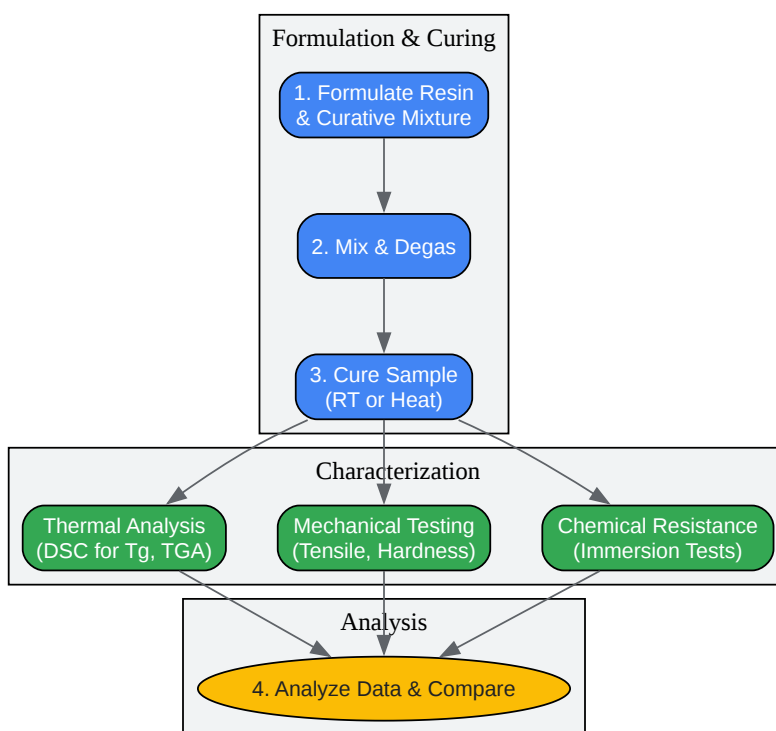 Formulation & Curing
1. Formulate Resin
& Curative Mixture
2. Mix & Degas
3. Cure Sample
(RT or Heat)
Characterization
Thermal Analysis
(DSC for Tg, TGA)
Mechanical Testing
(Tensile, Hardness)
Chemical Resistance
(Immersion Tests)
Analysis
4. Analyze Data & Compare